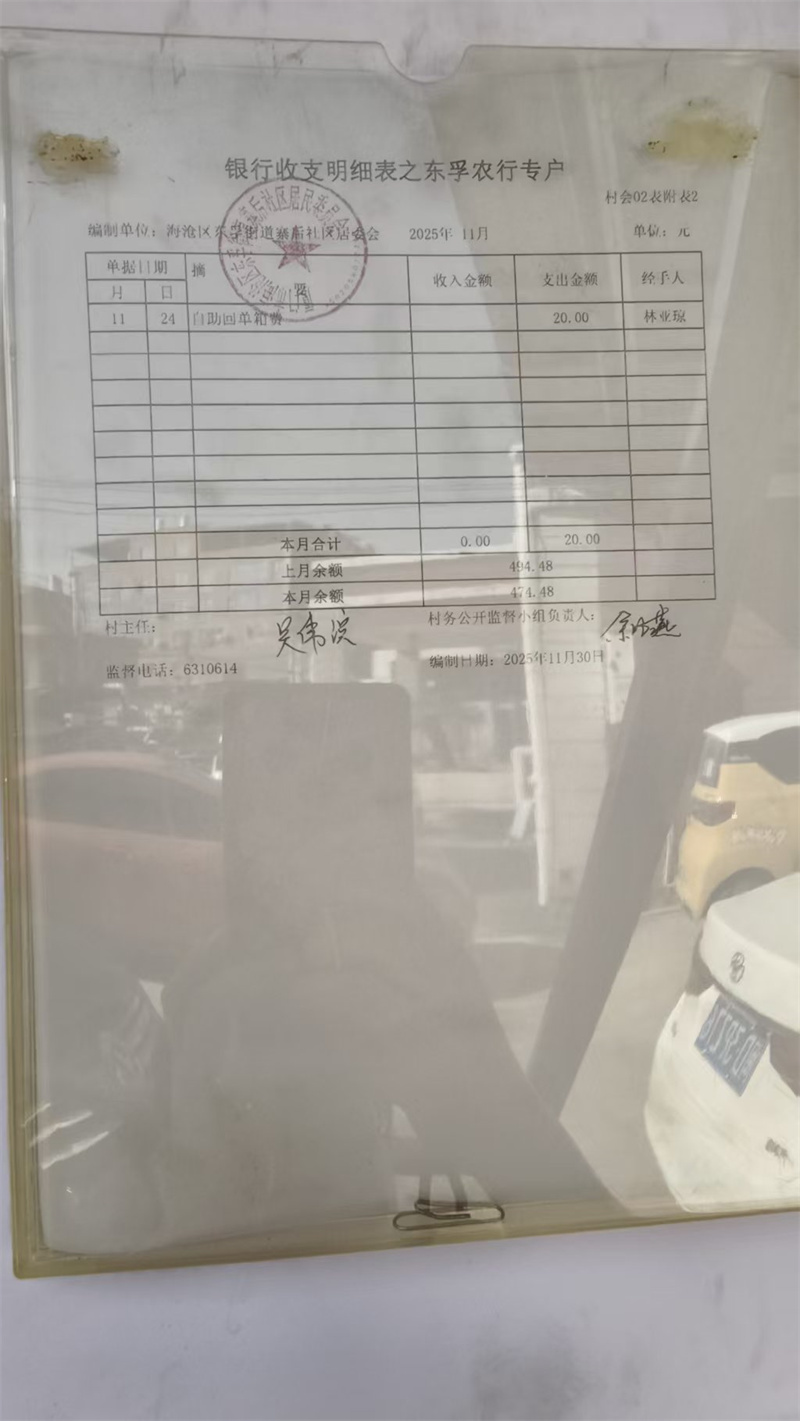 银行收支明细表之东孚农行专户
村会02表附表2
编制单位：海沧区东孚街道寨后社区居委会 2025年 11月 单位：元
单据日期 摘 要 收入金额 支出金额 经手人
月 日
11 24 自助回单箱费 20.00 林亚琼
本月合计 0.00 20.00
上月余额 494.48
本月余额 474.48
村主任： 村务公开监督小组负责人：
监督电话：6310614 编制日期：2025年11月30日